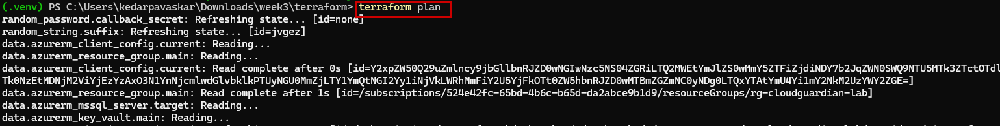 (.venv) PS C:\Users\kedarpavaskar\Downloads\week3\terraform> terraform plan
random_password.callback_secret: Refreshing state... [id=none]
random_string.suffix: Refreshing state... [id=jvgez]
data.azurerm_client_config.current: Reading...
data.azurerm_resource_group.main: Reading...
data.azurerm_client_config.current: Read complete after 0s [id=Y2xpZW50Q29uZmlncy9jbGllbnRJZD0wNGIwNzc5NS04ZGRiLTQ2MWEtYmJlZS0wMmY5ZTFiZjdiNDY7b2JqZWN0SWQ9NTU5MTk3ZTctOTdl
Tk0NzEtMDNjM2ViYjEzYzAxO3N1YnNjcmlwdGlvbklkPTUyNGU0MmZjLTY1YmQtNGI2Yy1iNjVkLWRhMmFiY2U5YjFkOTt0ZW5hbnRJZD0wMTBmZGZmNC0yNDg0LTQxYTAtYmU4Yi1mY2NkM2UzYWY2ZGE=]
data.azurerm_resource_group.main: Read complete after 1s [id=/subscriptions/524e42fc-65bd-4b6c-b65d-da2abce9b1d9/resourceGroups/rg-cloudguardian-lab]
data.azurerm_mssql_server.target: Reading...
data.azurerm_key_vault.main: Reading...